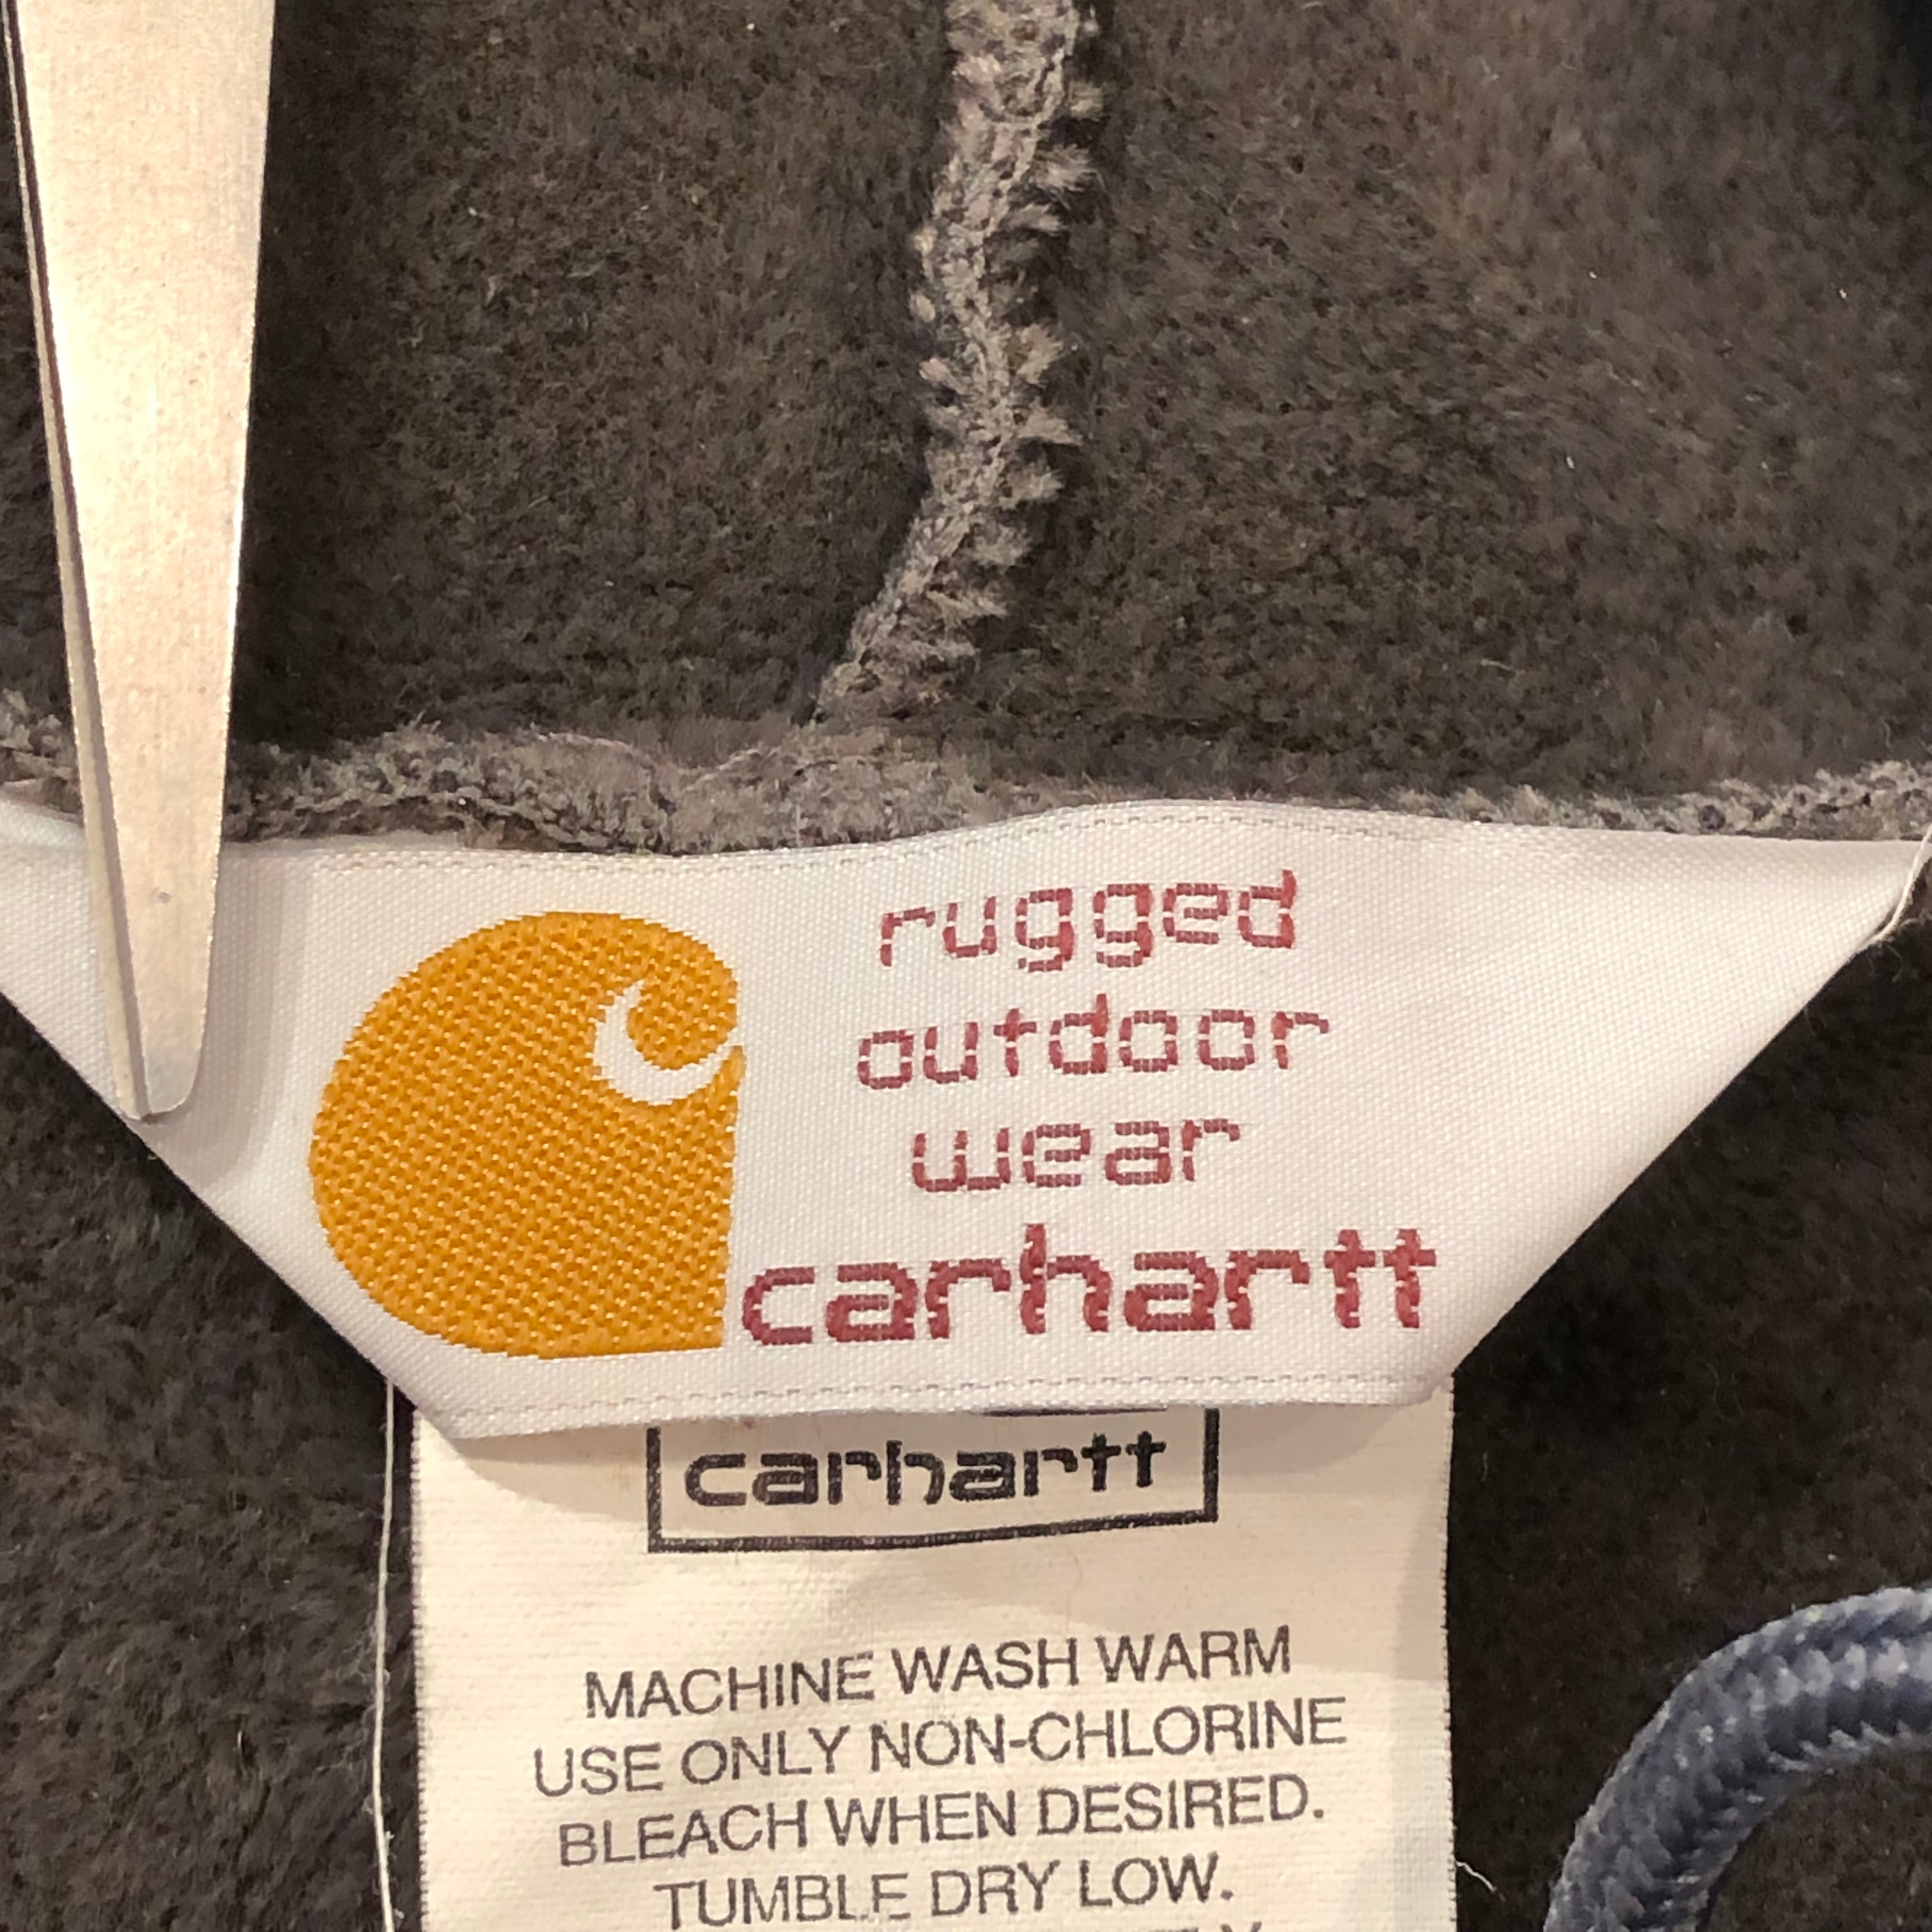 rugged
outdoor
wear
carhartt
carhartt
MACHINE WASH WARM
USE ONLY NON-CHLORINE
BLEACH WHEN DESIRED.
TUMBLE DRY LOW.